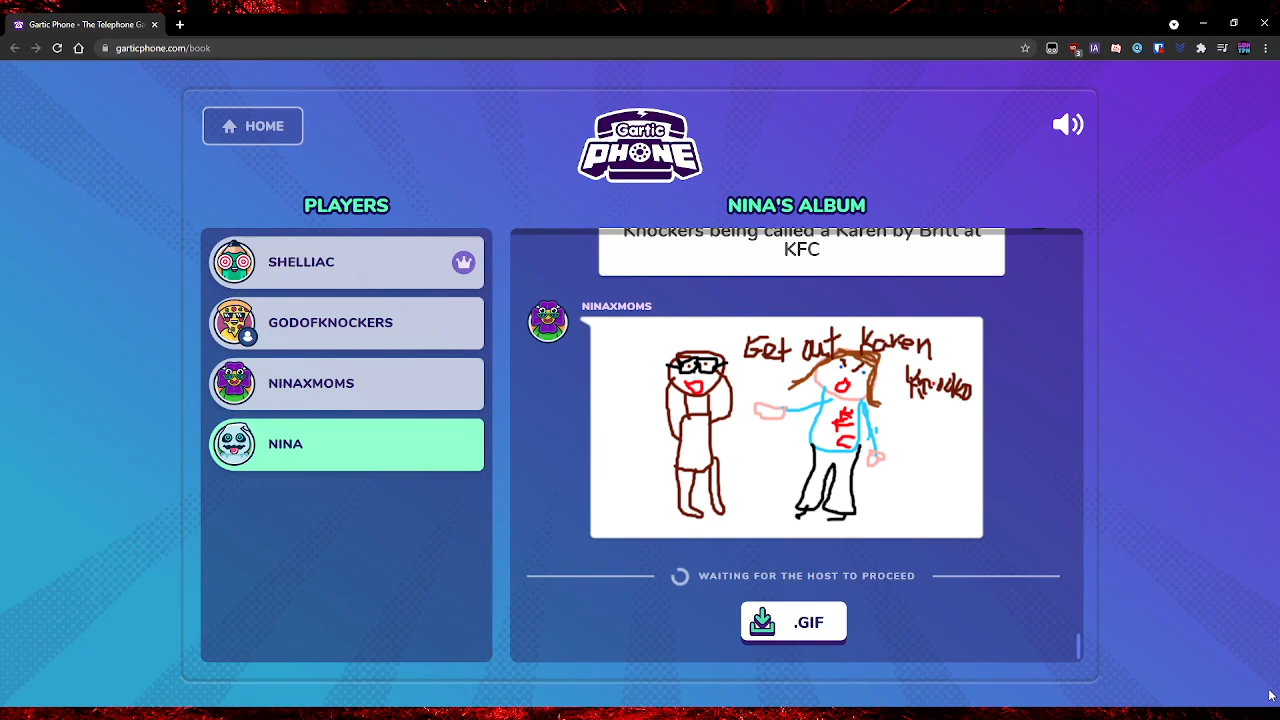 Gartic Phone - The Telephone Ga
garticphone.com/book
HOME
Gartic
PHONE
PLAYERS
SHELLIAC
GODOFKNOCKERS
NINAXMOMS
NINA
NINA'S ALBUM
Knockers being called a Karen by Britt at
KFC
NINAXMOMS
Get out Karen
KFC
WAITING FOR THE HOST TO PROCEED
.GIF